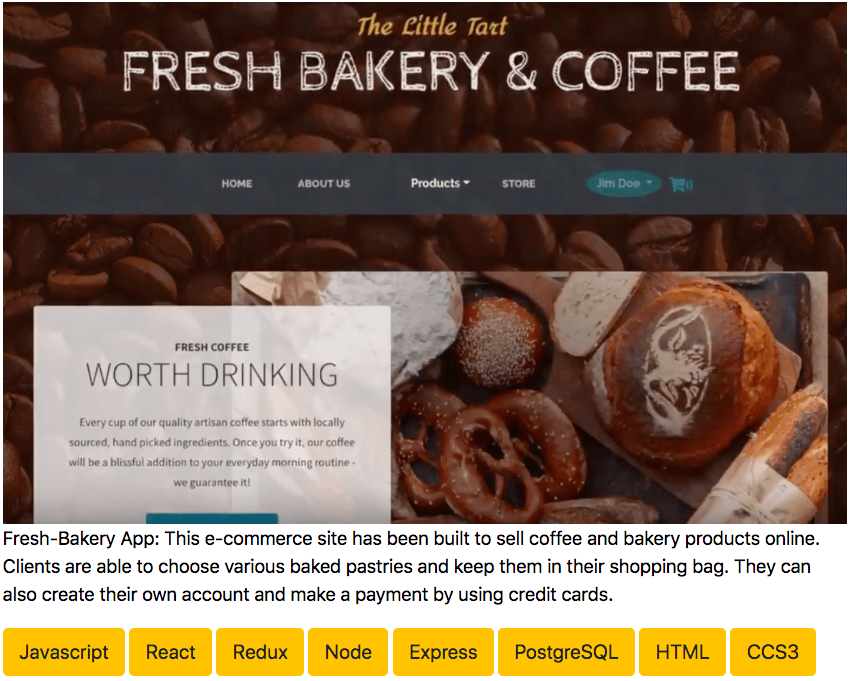 The Little Tart
FRESH BAKERY & COFFEE
HOME ABOUT US Products STORE Jim Doe 0
FRESH COFFEE
WORTH DRINKING
Every cup of our quality artisan coffee starts with locally
sourced, hand picked ingredients. Once you try it, our coffee
will be a blissful addition to your everyday morning routine -
we guarantee it!
Fresh-Bakery App: This e-commerce site has been built to sell coffee and bakery products online.
Clients are able to choose various baked pastries and keep them in their shopping bag. They can
also create their own account and make a payment by using credit cards.
Javascript React Redux Node Express PostgreSQL HTML CCS3